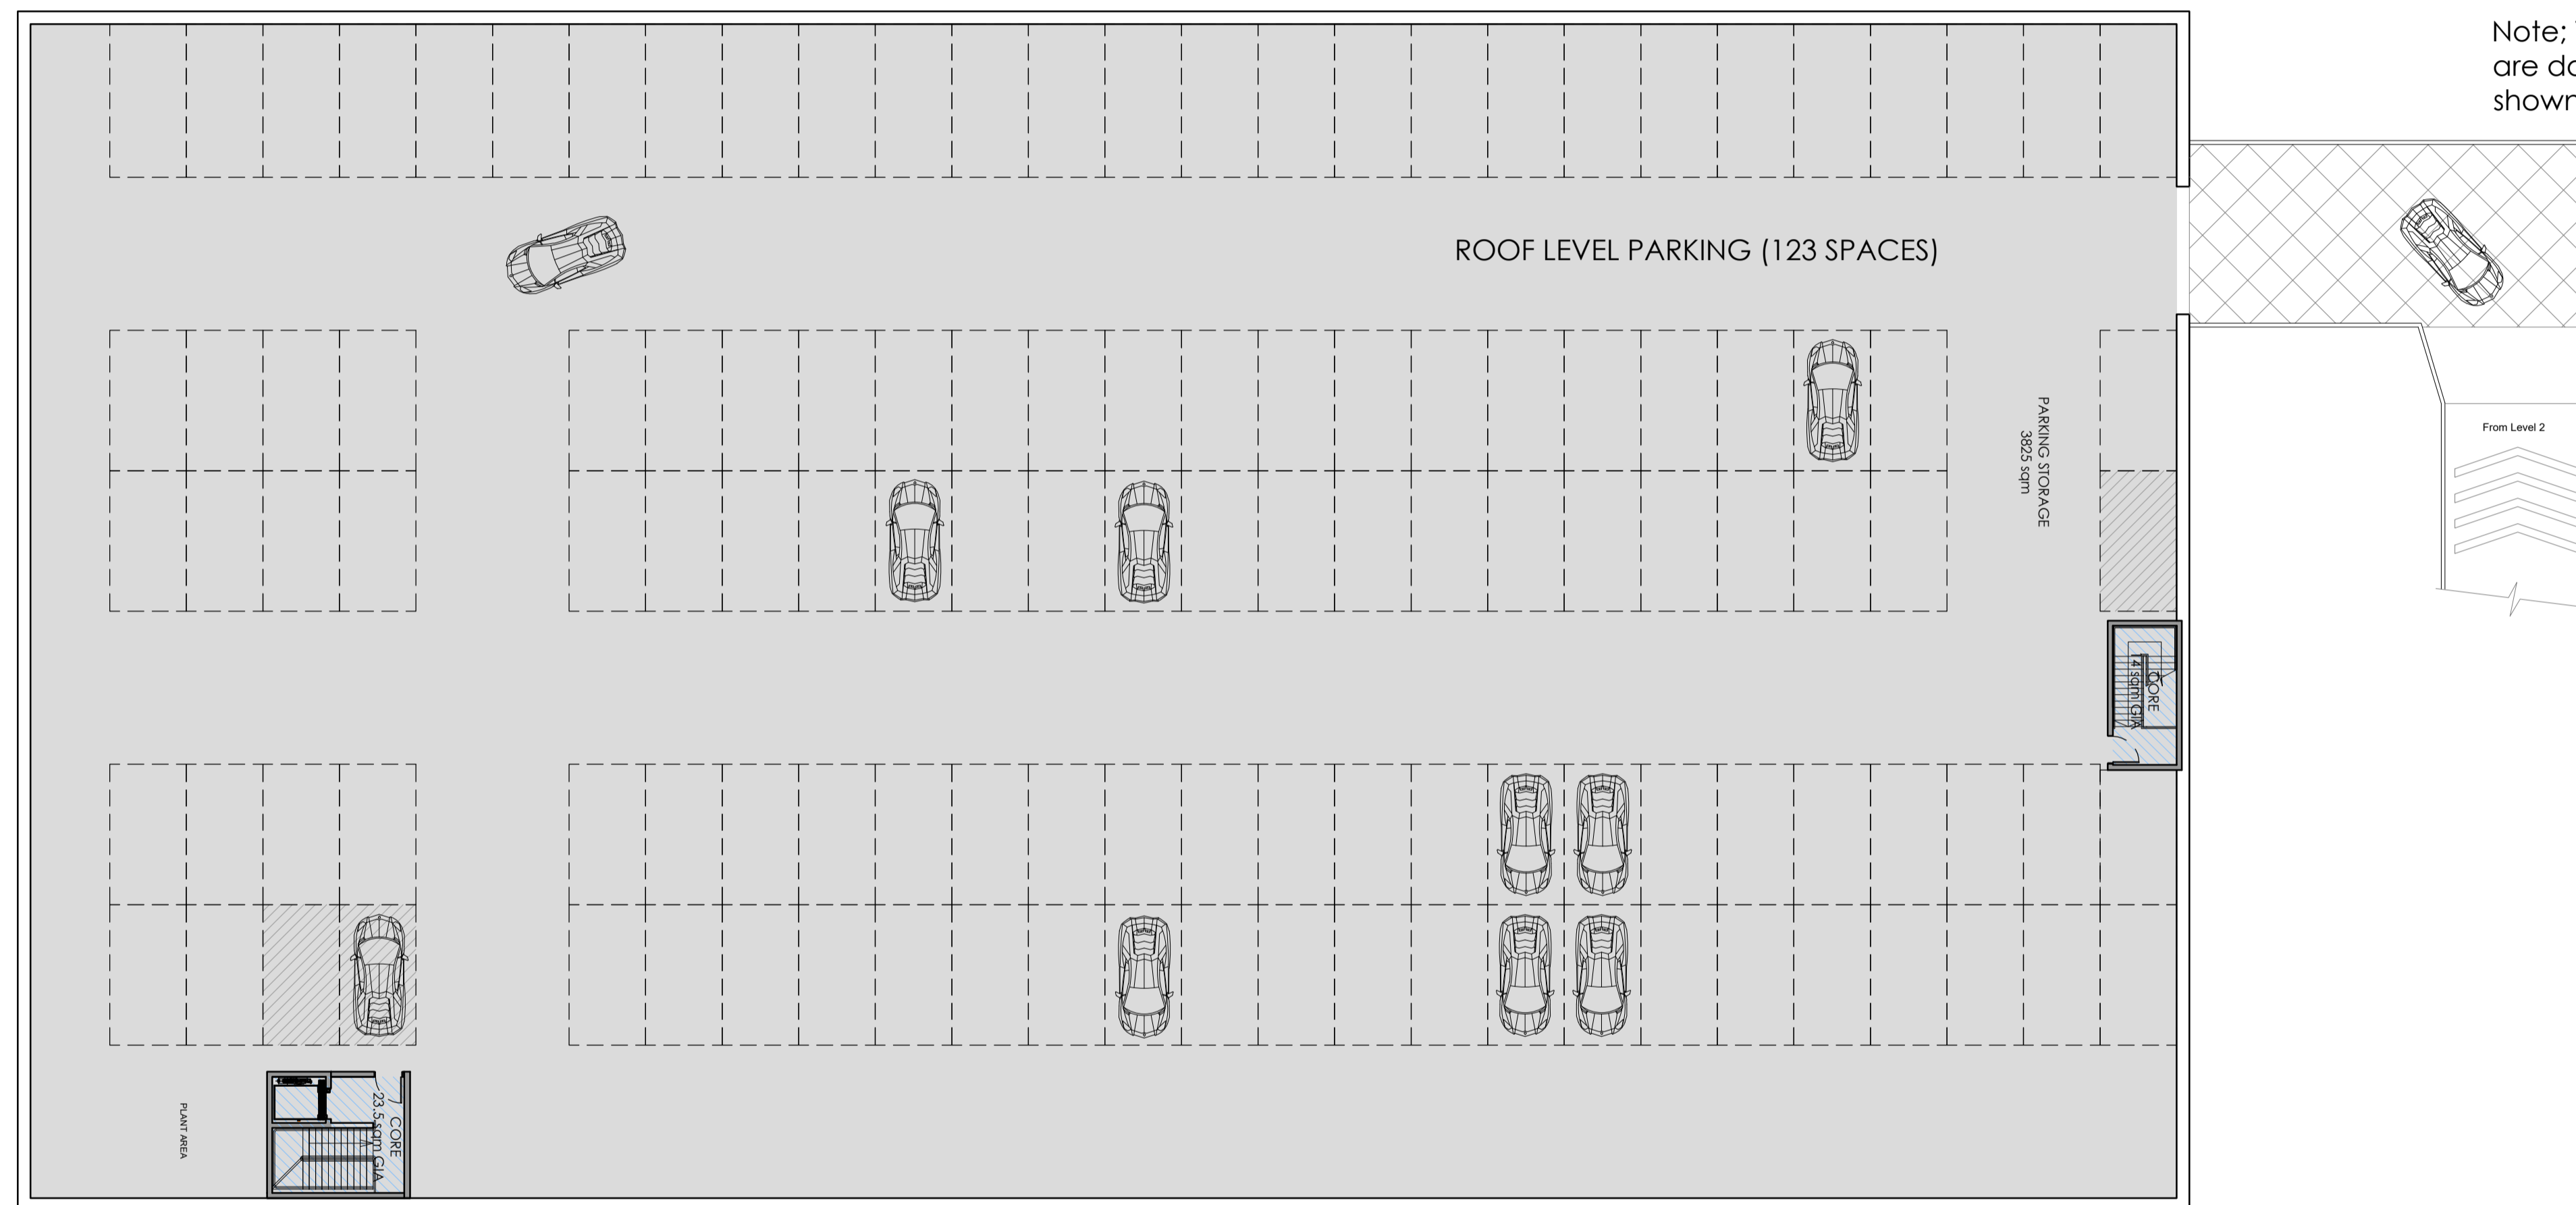 Note;
are
shown
ROOF LEVEL PARKING (123 SPACES)
PARKING STORAGE
3825 sqm
From Level 2
CORE
14 sqm GIA
CORE
23.5 sqm GIA
PLANT AREA